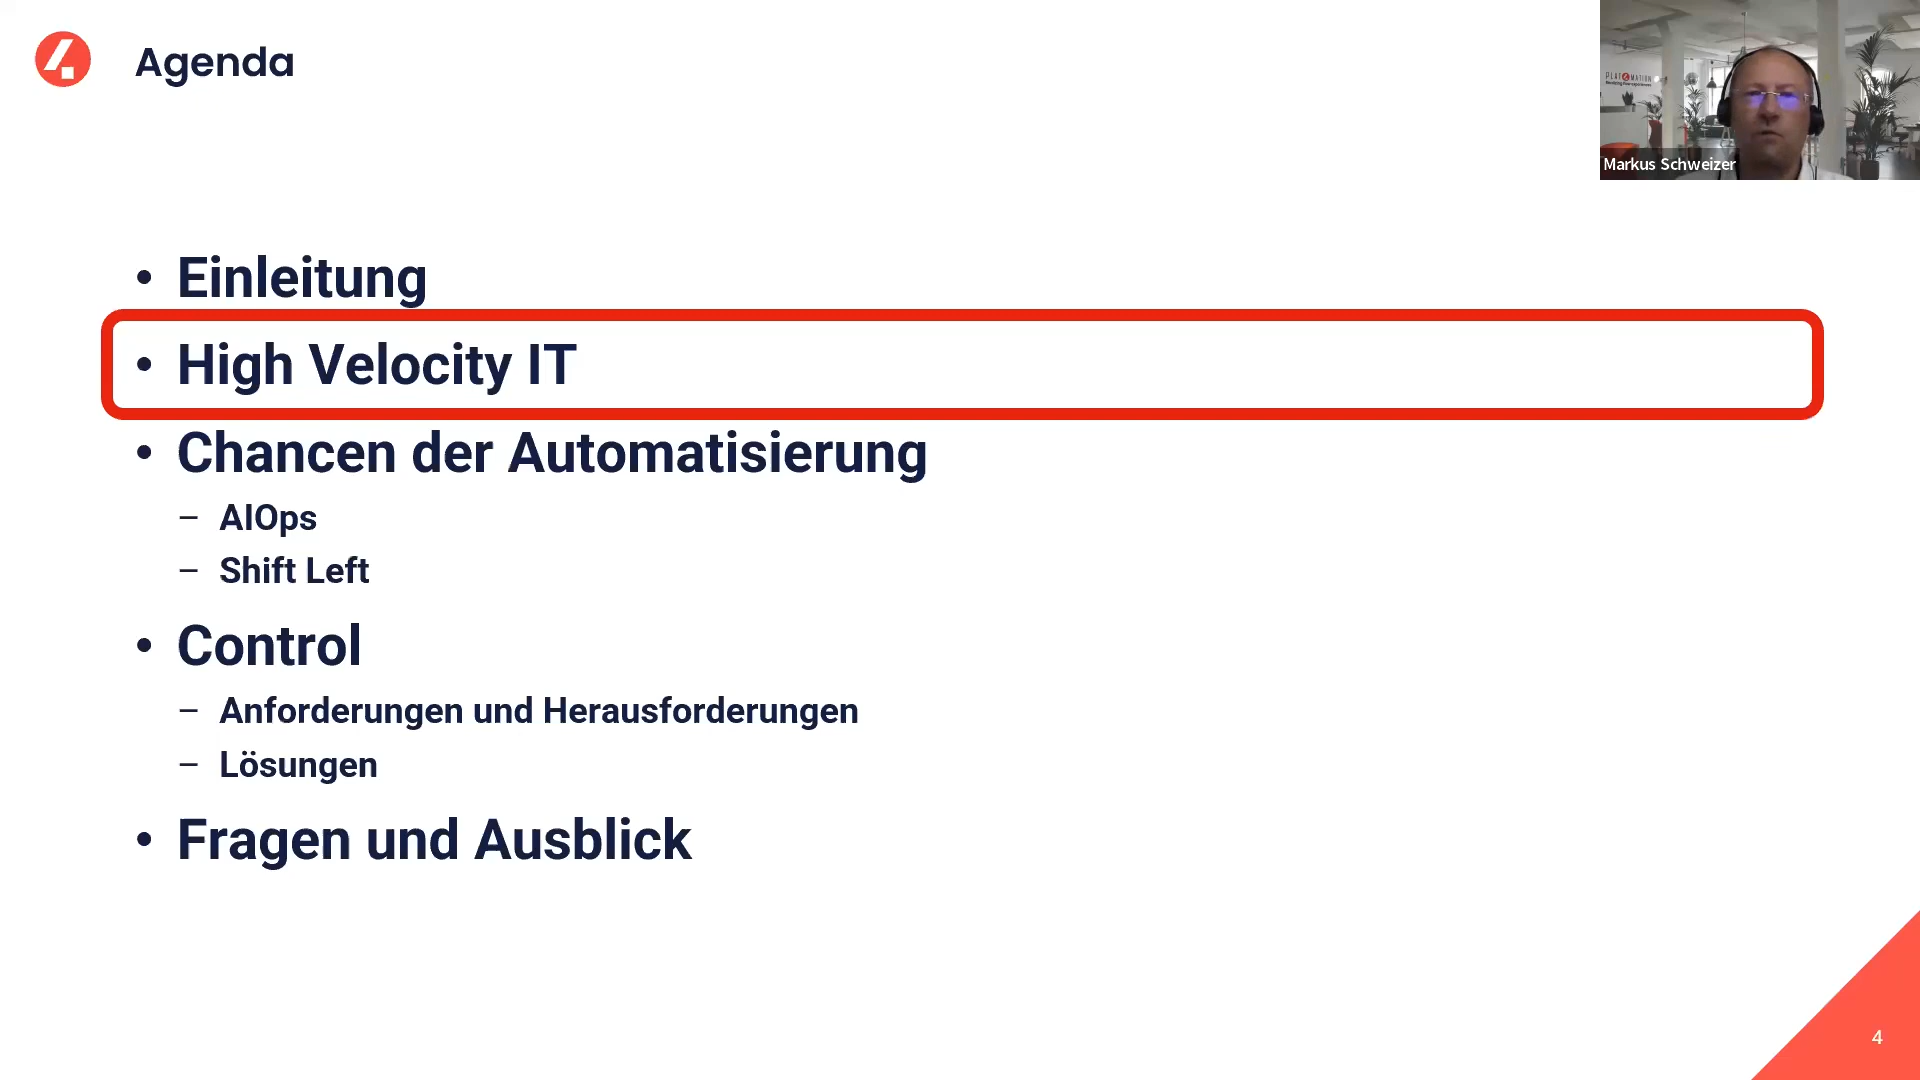 Agenda
PLAT4MATION
Markus Schweizer
• Einleitung
• High Velocity IT
• Chancen der Automatisierung
– AIOps
– Shift Left
• Control
– Anforderungen und Herausforderungen
– Lösungen
• Fragen und Ausblick
4